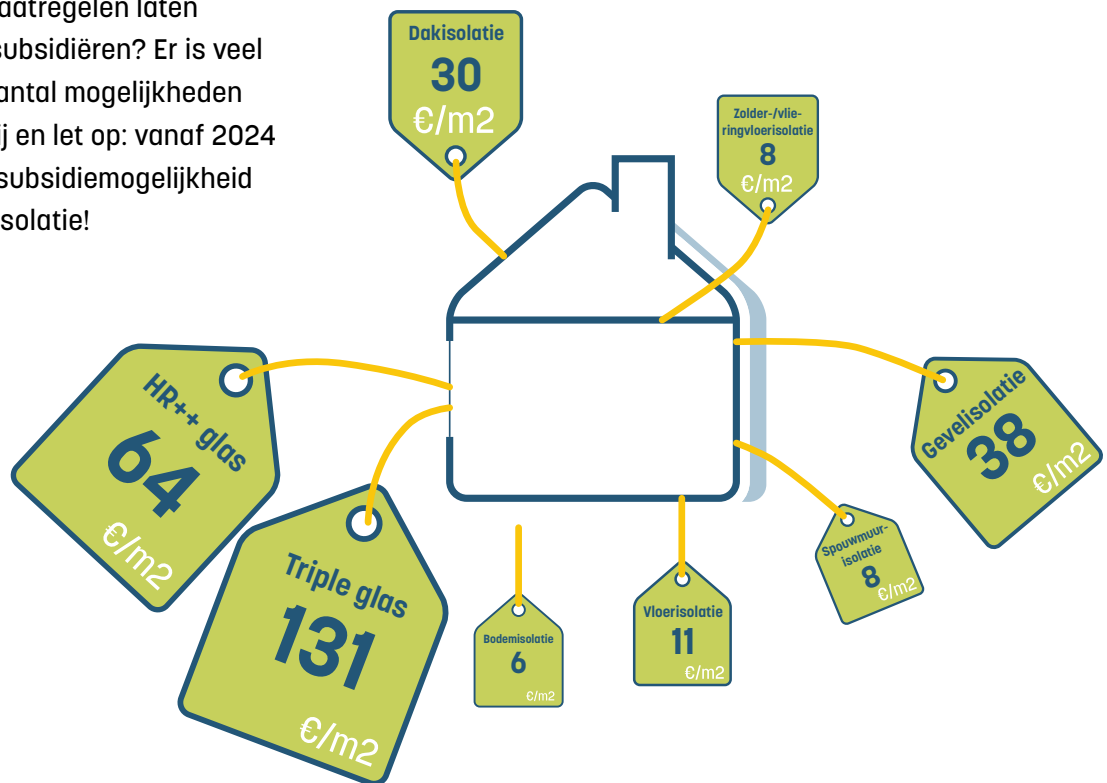 aatregelen laten
subsidiëren? Er is veel
antal mogelijkheden
ij en let op: vanaf 2024
subsidiemogelijkheid
solatie!
Dakisolatie
30
€/m2
Zolder-/vlie-
ringvloerisolatie
8
€/m2
HR++ glas
64
€/m2
Gevelisolatie
38
€/m2
Triple glas
131
€/m2
Bodemisolatie
6
€/m2
Vloerisolatie
11
€/m2
Spouwmuur-
isolatie
8
€/m2